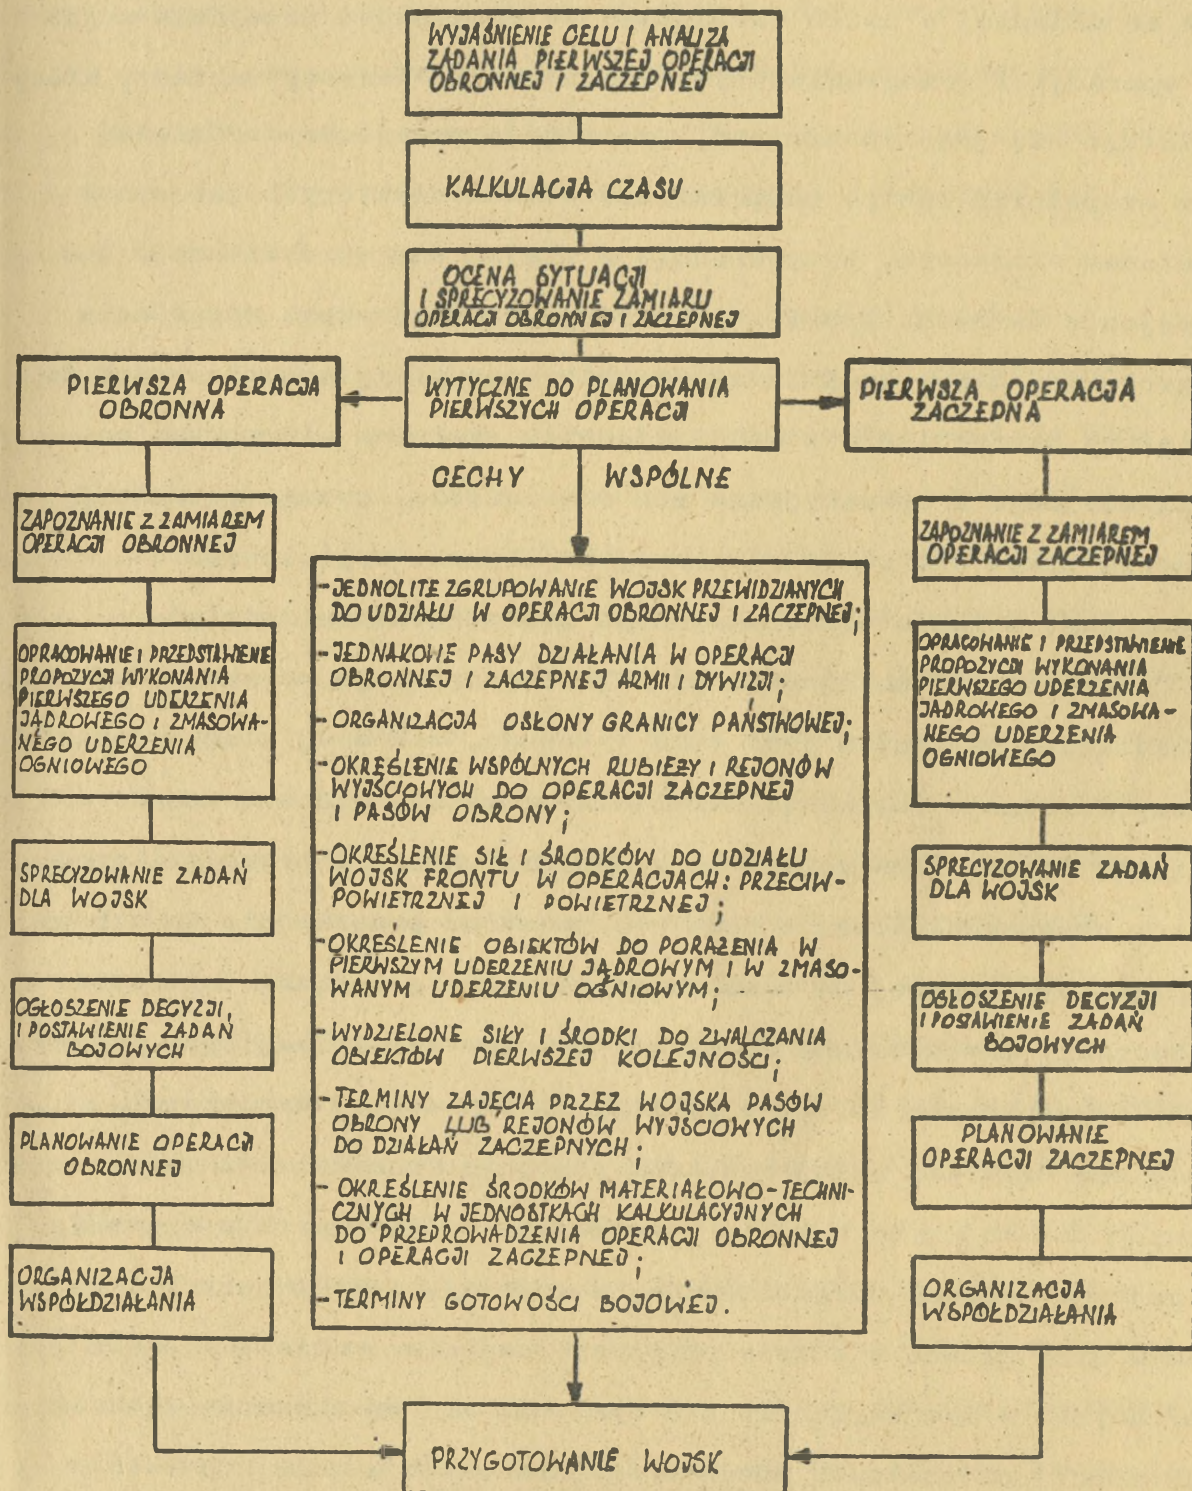 WYJAŚNIENIE CELU I ANALIZA
ZADANIA PIERWSZEJ OPERACJI
OBRONNEJ I ZACZEPNEJ
KALKULACJA CZASU
OCENA SYTUACJI
I SPRECYZOWANIE ZAMIARU
OPERACJI OBRONNEJ I ZACZEPNEJ
WYTYCZNE DO PLANOWANIA
PIERWSZYCH OPERACJI
PIERWSZA OPERACJA
OBRONNA
ZAPOZNANIE Z ZAMIAREM
OPERACJI OBRONNEJ
OPRACOWANIE I PRZEDSTAWIENIE
PROPOZYCJI WYKONANIA
PIERWSZEGO UDERZENIA
JĄDROWEGO I ZMASOWA-
NEGO UDERZENIA
OGNIOWEGO
SPRECYZOWANIE ZADAŃ
DLA WOJSK
OGŁOSZENIE DECYZJI,
I POSTAWIENIE ZADAŃ
BOJOWYCH
PLANOWANIE OPERACJI
OBRONNEJ
ORGANIZACJA
WSPÓŁDZIAŁANIA
CECHY WSPÓLNE
- JEDNOLITE ZGRUPOWANIE WOJSK PRZEWIDZIANYCH
DO UDZIAŁU W OPERACJI OBRONNEJ I ZACZEPNEJ;
- JEDNAKOWE PASY DZIAŁANIA W OPERACJI
OBRONNEJ I ZACZEPNEJ ARMII I DYWIZJI;
- ORGANIZACJA OSŁONY GRANICY PAŃSTWOWEJ;
- OKREŚLENIE WSPÓLNYCH RUBIEŻY I REJONÓW
WYJŚCIOWYCH DO OPERACJI ZACZEPNEJ
I PASÓW OBRONY;
- OKREŚLENIE SIŁ I ŚRODKÓW DO UDZIAŁU
WOJSK FRONTU W OPERACJACH: PRZECIW-
POWIETRZNEJ I POWIETRZNEJ;
- OKREŚLENIE OBIEKTÓW DO PORAŻENIA W
PIERWSZYM UDERZENIU JĄDROWYM I W ZMASO-
WANYM UDERZENIU OGNIOWYM;
- WYDZIELONE SIŁY I ŚRODKI DO ZWALCZANIA
OBIEKTÓW PIERWSZEJ KOLEJNOŚCI;
- TERMINY ZAJĘCIA PRZEZ WOJSKA PASÓW
OBRONY LUB REJONÓW WYJŚCIOWYCH
DO DZIAŁAŃ ZACZEPNYCH;
- OKREŚLENIE ŚRODKÓW MATERIAŁOWO-TECHNI-
CZNYCH W JEDNOSTKACH KALKULACYJNYCH
DO PRZEPROWADZENIA OPERACJI OBRONNEJ
I OPERACJI ZACZEPNEJ;
- TERMINY GOTOWOŚCI BOJOWEJ.
PIERWSZA OPERACJA
ZACZEPNA
ZAPOZNANIE Z ZAMIAREM
OPERACJI ZACZEPNEJ
OPRACOWANIE I PRZEDSTAWIENIE
PROPOZYCJI WYKONANIA
PIERWSZEGO UDERZENIA
JĄDROWEGO I ZMASOWA-
NEGO UDERZENIA
OGNIOWEGO
SPRECYZOWANIE ZADAŃ
DLA WOJSK
OGŁOSZENIE DECYZJI
I POSTAWIENIE ZADAŃ
BOJOWYCH
PLANOWANIE
OPERACJI ZACZEPNEJ
ORGANIZACJA
WSPÓŁDZIAŁANIA
PRZYGOTOWANIE WOJSK